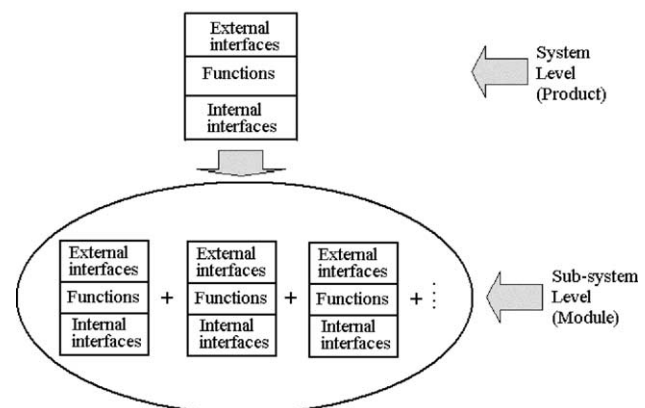 External
interfaces
Functions
Internal
interfaces
System
Level
(Product)
External
interfaces
Functions
Internal
interfaces
+
External
interfaces
Functions
Internal
interfaces
+
External
interfaces
Functions
Internal
interfaces
+
Sub-system
Level
(Module)